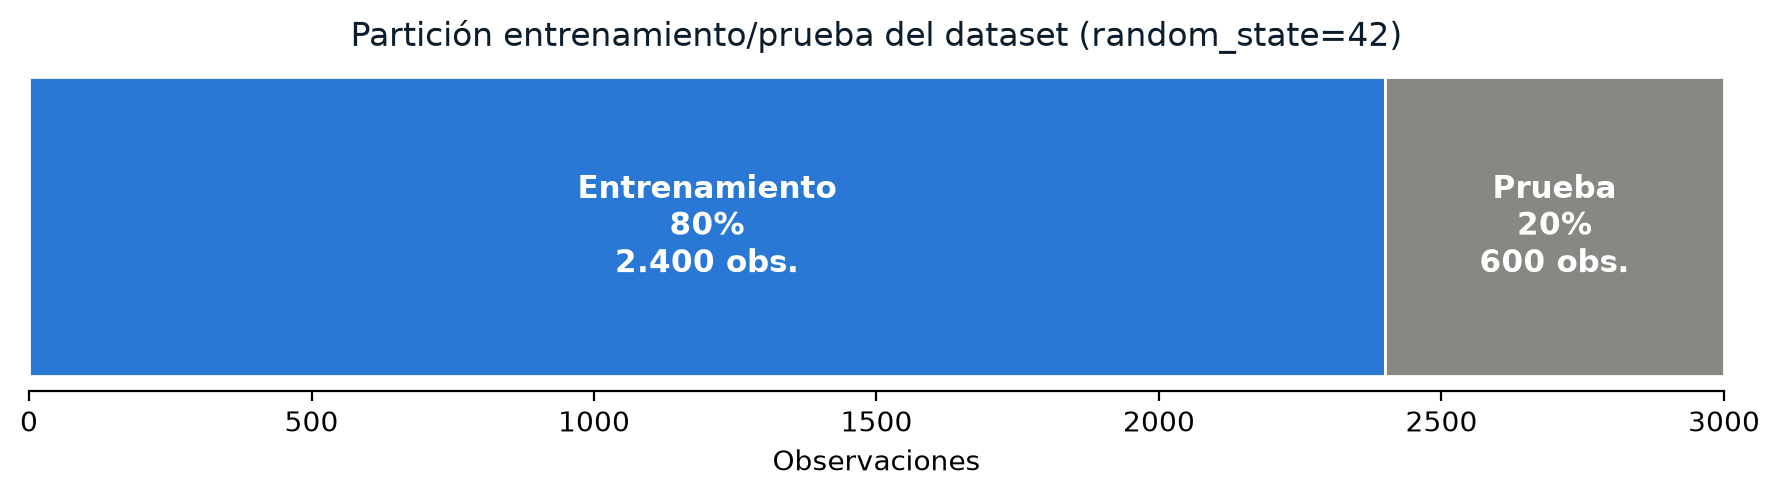 Partición entrenamiento/prueba del dataset (random_state=42)
Entrenamiento
80%
2.400 obs.
Prueba
20%
600 obs.
0 500 1000 1500 2000 2500 3000
Observaciones